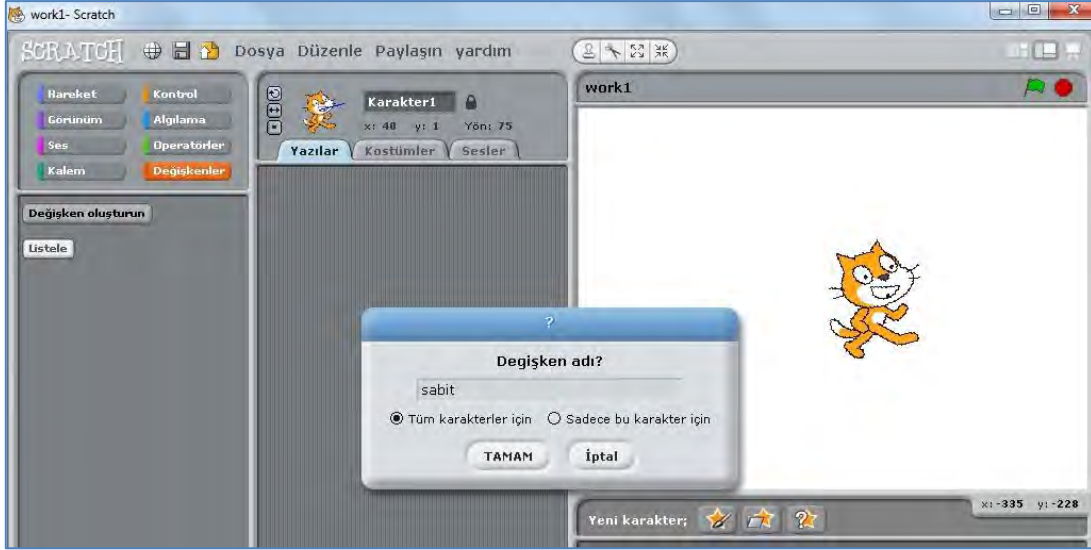 work1- Scratch
SCRATCH Dosya Düzenle Paylaşın yardım
Hareket Kontrol
Görünüm Algılama
Ses Operatörler
Kalem Değişkenler
Değişken oluşturun
Listele
Karakter1
x: 40 y: 1 Yön: 75
Yazılar Kostümler Sesler
work1
?
Degişken adı?
sabit
Tüm karakterler için Sadece bu karakter için
TAMAM İptal
x: -335 y: -228
Yeni karakter;